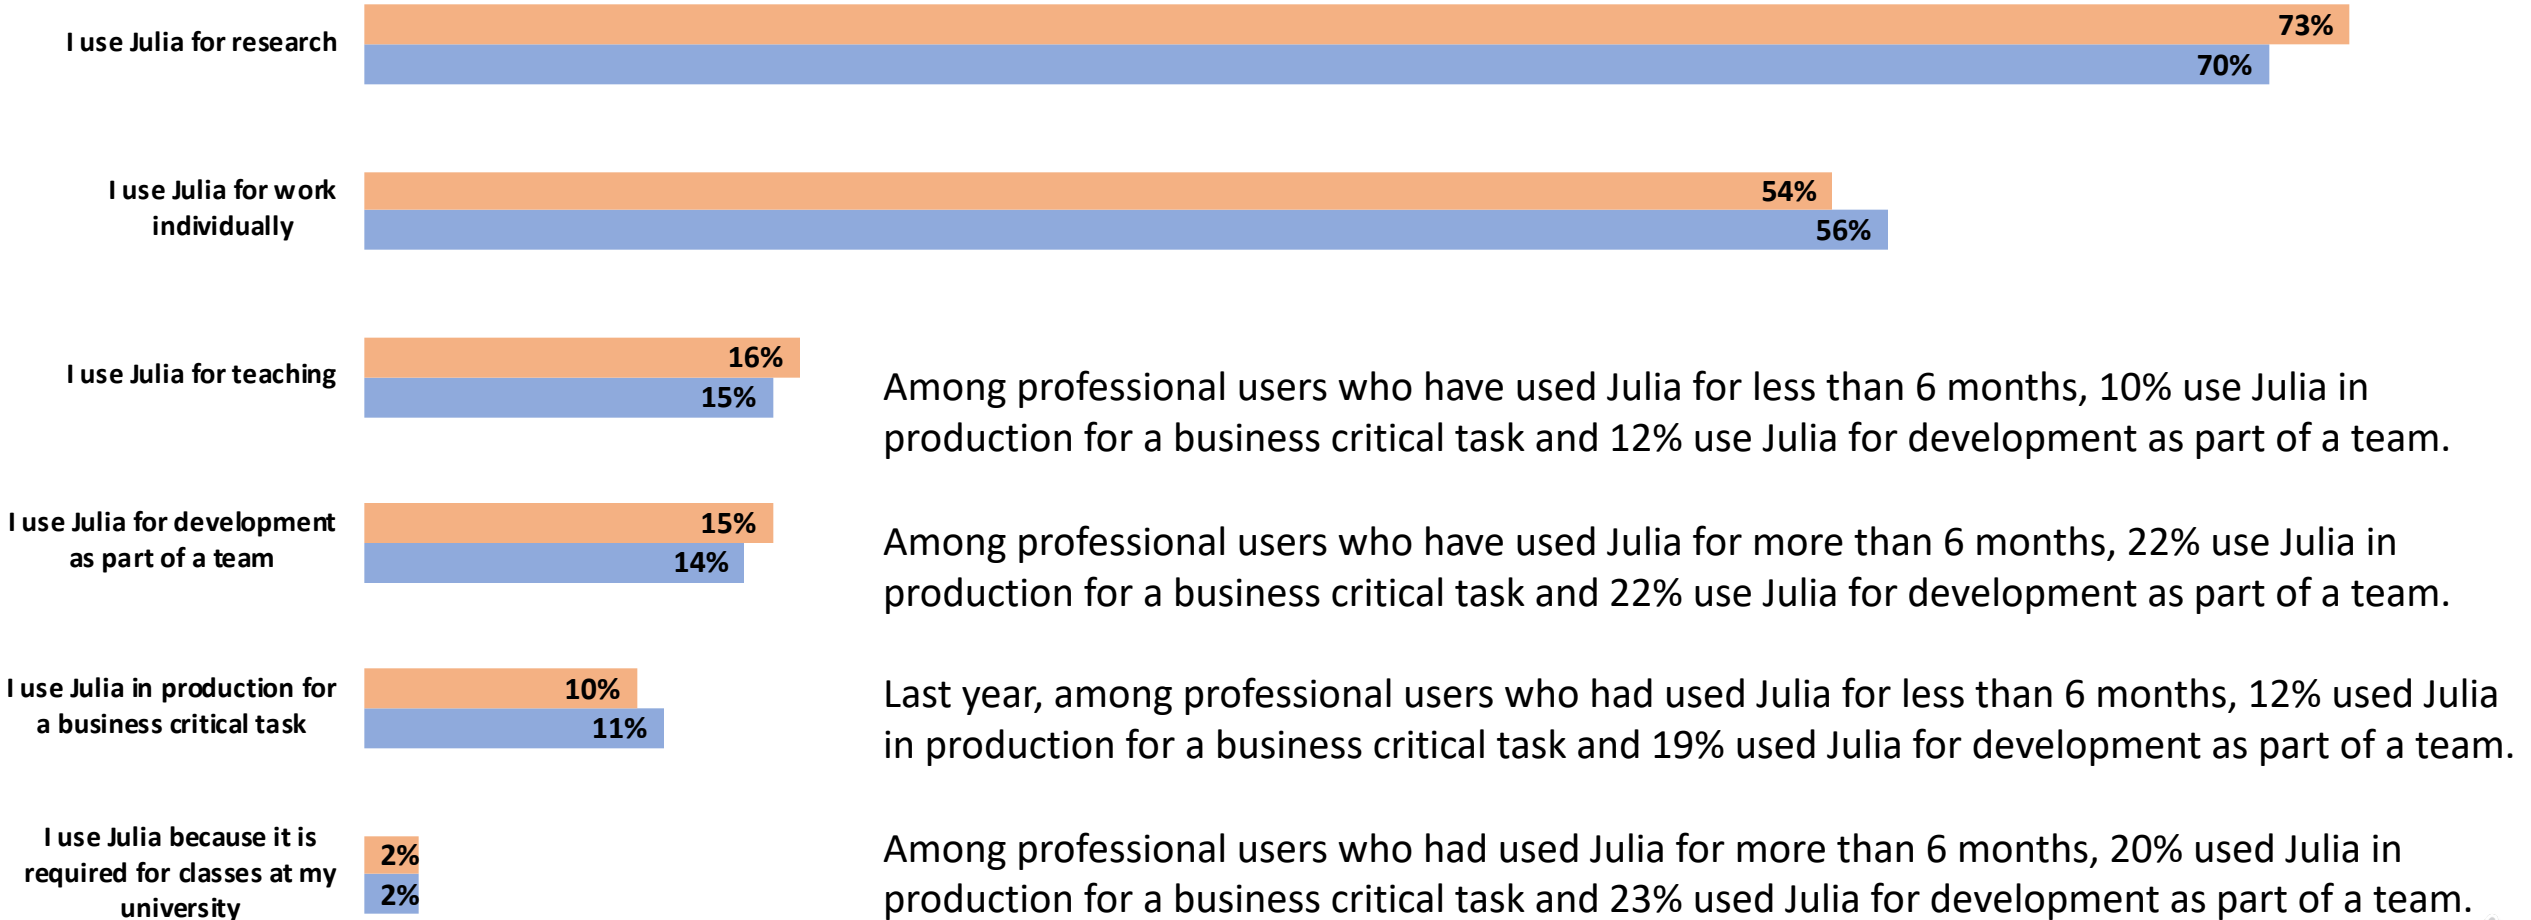 I use Julia for research
73%
70%
I use Julia for work
individually
54%
56%
I use Julia for teaching
16%
15%
I use Julia for development
as part of a team
15%
14%
I use Julia in production for
a business critical task
10%
11%
I use Julia because it is
required for classes at my
university
2%
2%
Among professional users who have used Julia for less than 6 months, 10% use Julia in
production for a business critical task and 12% use Julia for development as part of a team.
Among professional users who have used Julia for more than 6 months, 22% use Julia in
production for a business critical task and 22% use Julia for development as part of a team.
Last year, among professional users who had used Julia for less than 6 months, 12% used Julia
in production for a business critical task and 19% used Julia for development as part of a team.
Among professional users who had used Julia for more than 6 months, 20% used Julia in
production for a business critical task and 23% used Julia for development as part of a team.